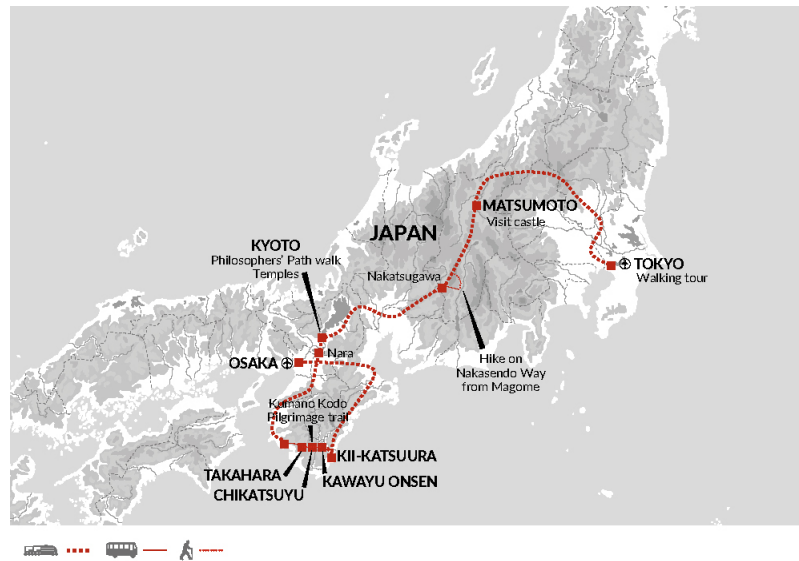 MATSUMOTO
Visit castle
JAPAN
KYOTO
Philosophers' Path walk
Temples
TOKYO
Walking tour
Nakatsugawa
Nara
OSAKA
Hike on
Nakasendo Way
from Magome
Kumano Kodo
Pilgrimage trail
KII-KATSUURA
TAKAHARA
KAWAYU ONSEN
CHIKATSUYU